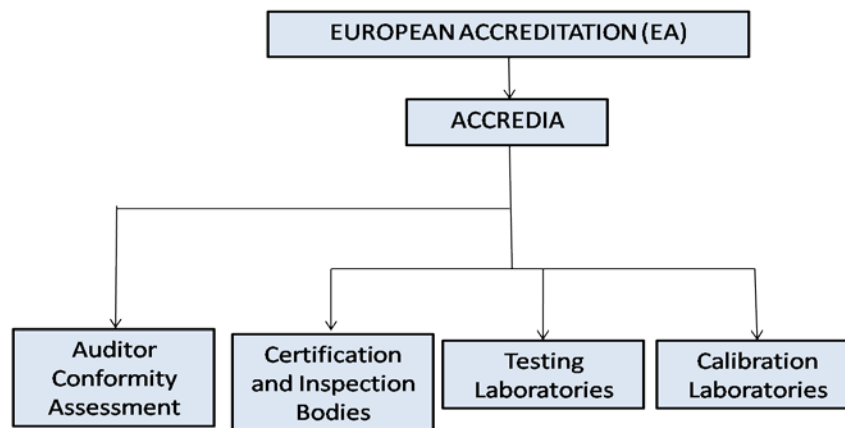 EUROPEAN ACCREDITATION (EA)
ACCREDIA
Auditor
Conformity
Assessment
Certification
and Inspection
Bodies
Testing
Laboratories
Calibration
Laboratories